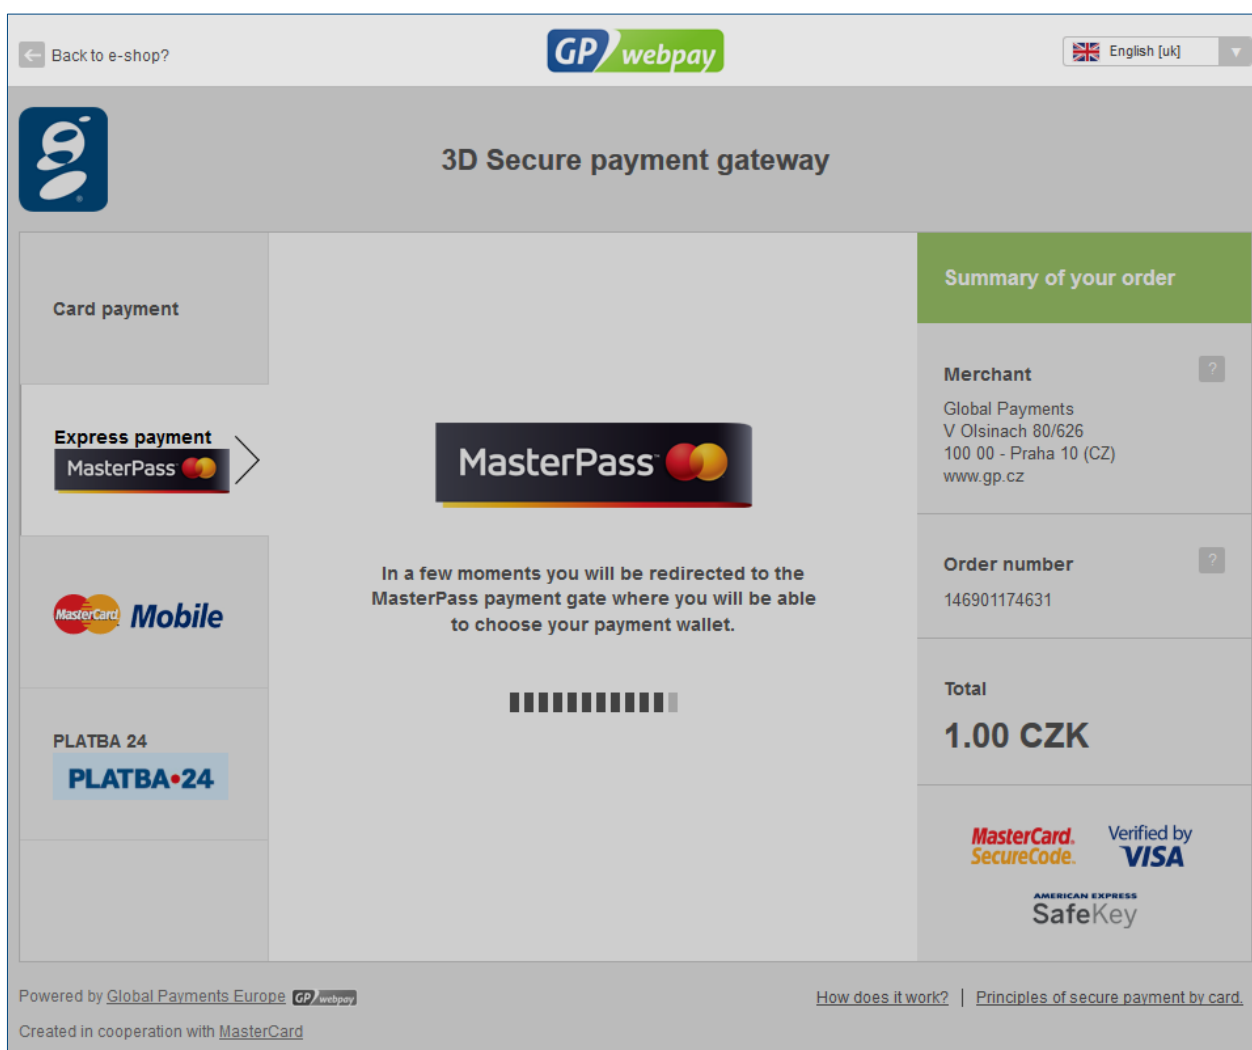 Back to e-shop?
GP webpay
English [uk]
3D Secure payment gateway
Card payment
Express payment
MasterPass™
MasterCard Mobile
PLATBA 24
PLATBA•24
MasterPass™
In a few moments you will be redirected to the
MasterPass payment gate where you will be able
to choose your payment wallet.
Summary of your order
Merchant
?
Global Payments
V Olsinach 80/626
100 00 - Praha 10 (CZ)
www.gp.cz
Order number
?
146901174631
Total
1.00 CZK
MasterCard.
SecureCode.
Verified by
VISA
AMERICAN EXPRESS
SafeKey
Powered by Global Payments Europe GP webpay
How does it work? | Principles of secure payment by card.
Created in cooperation with MasterCard